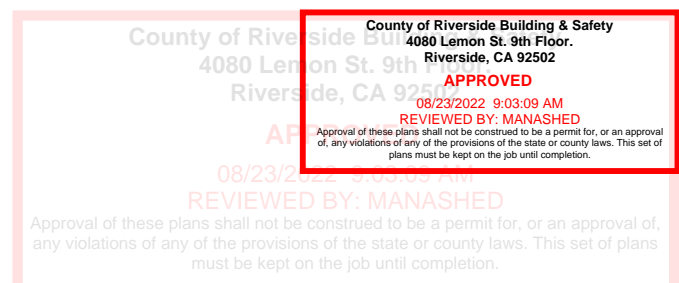 County of Riverside Building & Safety
4080 Lemon St. 9th Floor.
Riverside, CA 92502
APPROVED
08/23/2022 9:03:09 AM
REVIEWED BY: MANASHED
Approval of these plans shall not be construed to be a permit for, or an approval
of, any violations of any of the provisions of the state or county laws. This set of
plans must be kept on the job until completion.
County of Riverside Building & Safety
4080 Lemon St. 9th Floor.
Riverside, CA 92502
APPROVED
08/23/2022 9:03:09 AM
REVIEWED BY: MANASHED
Approval of these plans shall not be construed to be a permit for, or an approval of,
any violations of any of the provisions of the state or county laws. This set of plans
must be kept on the job until completion.